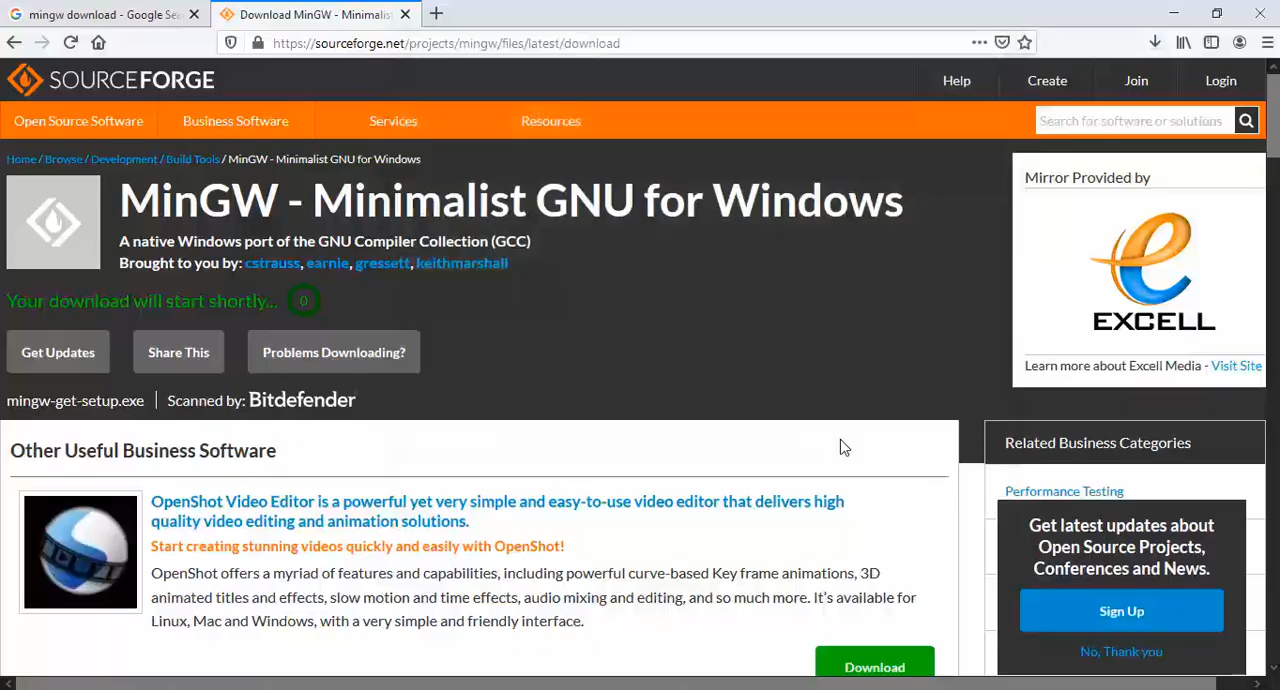 mingw download - Google Sea
Download MinGW - Minimalist
https://sourceforge.net/projects/mingw/files/latest/download
SOURCEFORGE
Help
Create
Join
Login
Open Source Software
Business Software
Services
Resources
Search for software or solutions
Home / Browse / Development / Build Tools / MinGW - Minimalist GNU for Windows
MinGW - Minimalist GNU for Windows
A native Windows port of the GNU Compiler Collection (GCC)
Brought to you by: cstrauss, earnie, gressett, keithmarshall
Your download will start shortly... 0
Get Updates
Share This
Problems Downloading?
mingw-get-setup.exe
Scanned by: Bitdefender
Mirror Provided by
e
EXCELL
Learn more about Excell Media - Visit Site
Other Useful Business Software
OpenShot Video Editor is a powerful yet very simple and easy-to-use video editor that delivers high
quality video editing and animation solutions.
Start creating stunning videos quickly and easily with OpenShot!
OpenShot offers a myriad of features and capabilities, including powerful curve-based Key frame animations, 3D
animated titles and effects, slow motion and time effects, audio mixing and editing, and so much more. It's available for
Linux, Mac and Windows, with a very simple and friendly interface.
Download
Related Business Categories
Performance Testing
Get latest updates about
Open Source Projects,
Conferences and News.
Sign Up
No, Thank you